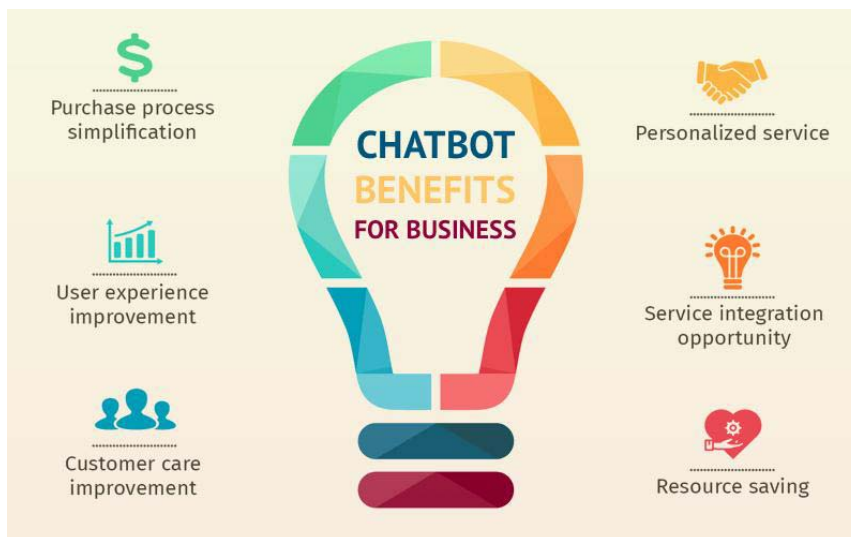 CHATBOT
BENEFITS
FOR BUSINESS
Purchase process
simplification
User experience
improvement
Customer care
improvement
Personalized service
Service integration
opportunity
Resource saving